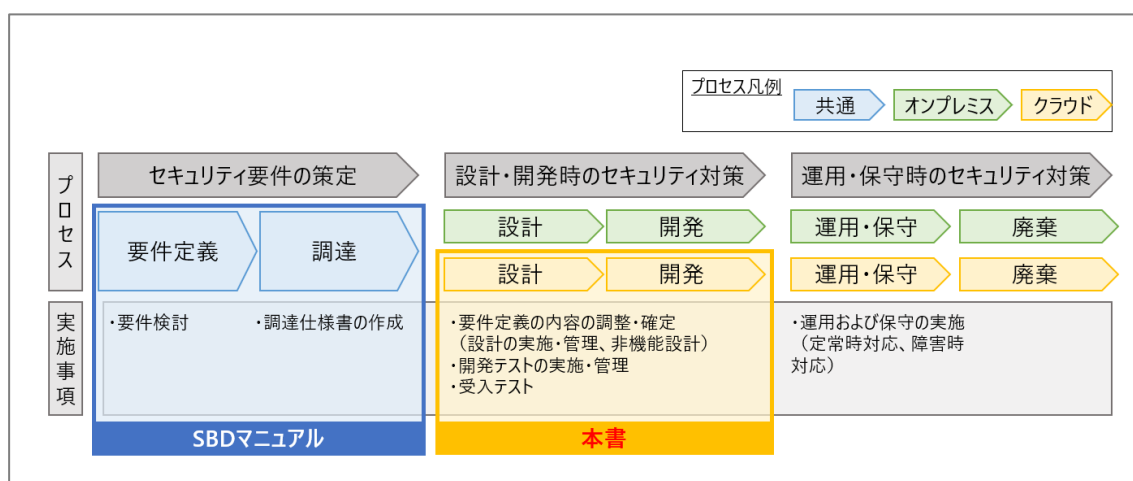 プロセス凡例
共通
オンプレミス
クラウド
プロセス
セキュリティ要件の策定
設計・開発時のセキュリティ対策
運用・保守時のセキュリティ対策
要件定義
調達
設計
開発
運用・保守
廃棄
設計
開発
運用・保守
廃棄
実施事項
・要件検討
・調達仕様書の作成
・要件定義の内容の調整・確定
（設計の実施・管理、非機能設計）
・開発テストの実施・管理
・受入テスト
・運用および保守の実施
（定常時対応、障害時
対応）
SBDマニュアル
本書